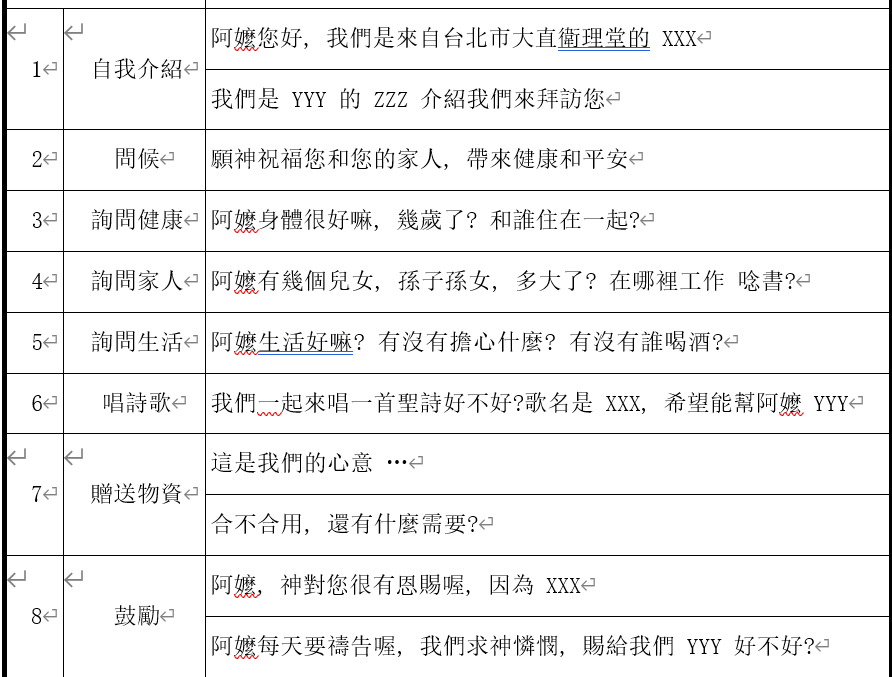 1
自我介紹
阿嬤您好, 我們是來自台北市大直衛理堂的 XXX
我們是 YYY 的 ZZZ 介紹我們來拜訪您
2
問候
願神祝福您和您的家人, 帶來健康和平安
3
詢問健康
阿嬤身體很好嘛, 幾歲了? 和誰住在一起?
4
詢問家人
阿嬤有幾個兒女, 孫子孫女, 多大了? 在哪裡工作 唸書?
5
詢問生活
阿嬤生活好嘛? 有沒有擔心什麼? 有沒有誰喝酒?
6
唱詩歌
我們一起來唱一首聖詩好不好?歌名是 XXX, 希望能幫阿嬤 YYY
7
贈送物資
這是我們的心意 …
合不合用, 還有什麼需要?
8
鼓勵
阿嬤, 神對您很有恩賜喔, 因為 XXX
阿嬤每天要禱告喔, 我們求神憐憫, 賜給我們 YYY 好不好?